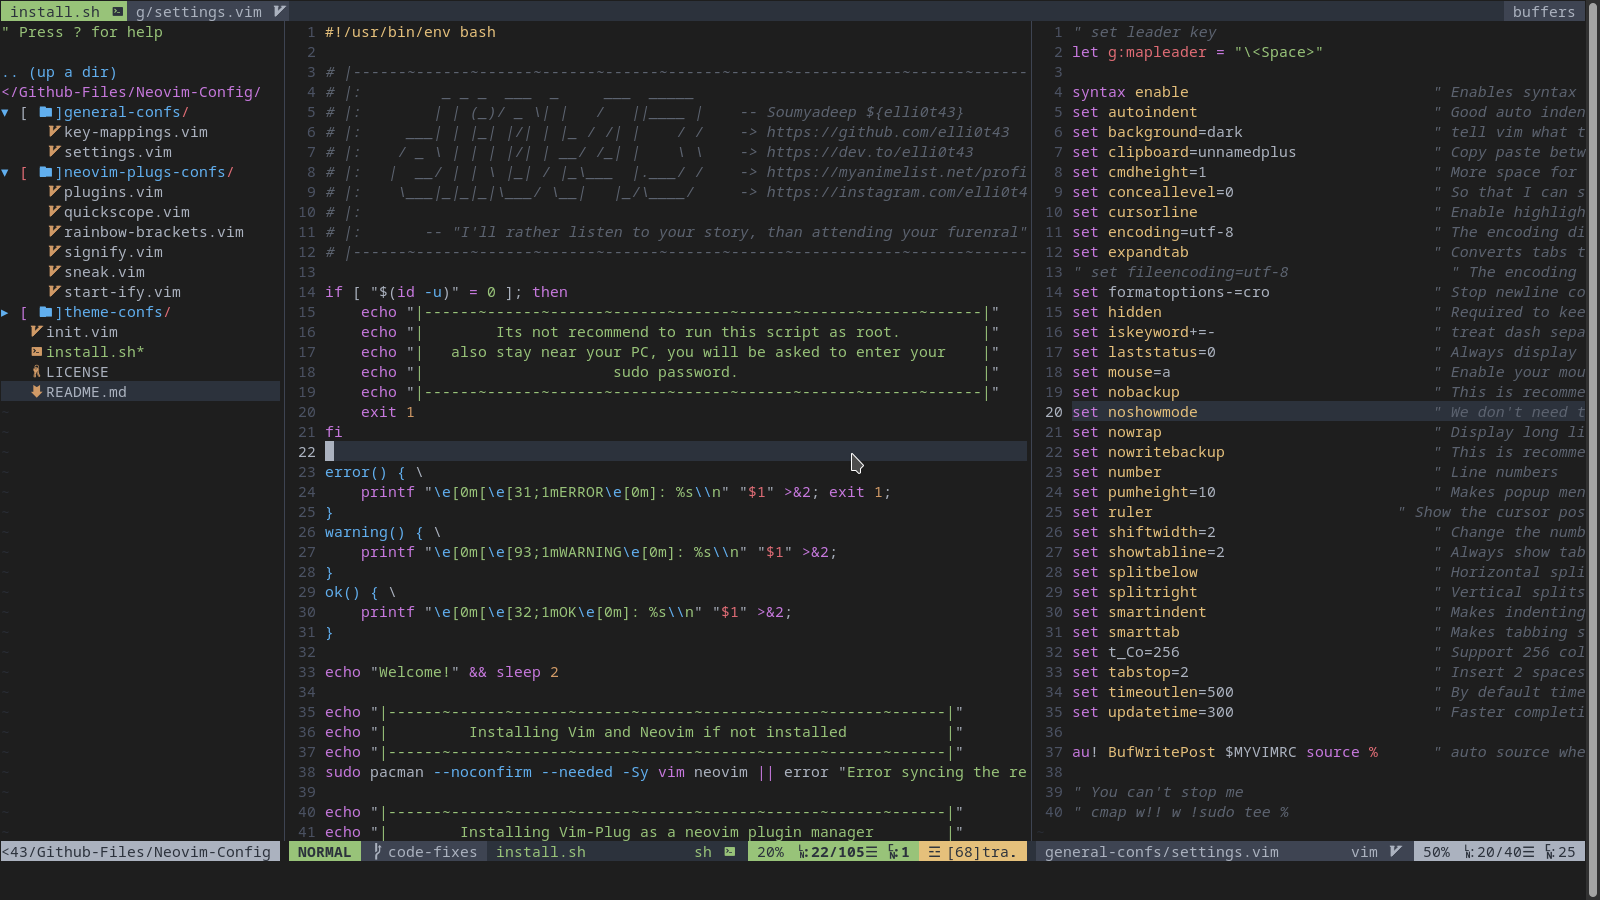 install.sh g/settings.vim buffers
" Press ? for help
.. (up a dir)
</Github-Files/Neovim-Config/
▼ [ ]general-confs/
key-mappings.vim
settings.vim
▼ [ ]neovim-plugs-confs/
plugins.vim
quickscope.vim
rainbow-brackets.vim
signify.vim
sneak.vim
start-ify.vim
▶ [ ]theme-confs/
init.vim
install.sh*
LICENSE
README.md
<43/Github-Files/Neovim-Config
1 #!/usr/bin/env bash
2
3 # |------~------~------~------~------~------~------~--------------~------~------
4 # |:         _ _ _  ___  _     ___  _____
5 # |:        | | (_)/ _ \| |   /   ||____ |    -- Soumyadeep ${elli0t43}
6 # |:     ___| | |_| |/| | |_ / /| |    / /    -> https://github.com/elli0t43
7 # |:    / _ \ | | | |/| | __/ /_| |    \ \    -> https://dev.to/elli0t43
8 # |:   |  __/ | | \ |_| / |_\___  |.___/ /    -> https://myanimelist.net/profi
9 # |:    \___|_|_|_|\___/ \__|   |_/\____/     -> https://instagram.com/elli0t4
10 # |:
11 # |:       -- "I'll rather listen to your story, than attending your furenral"
12 # |------~------~------~------~------~------~------~--------------~------~------
13
14 if [ "$(id -u)" = 0 ]; then
15     echo "|------~------~------~------~------~------~------~------~------|"
16     echo "|        Its not recommend to run this script as root.         |"
17     echo "|   also stay near your PC, you will be asked to enter your    |"
18     echo "|                     sudo password.                           |"
19     echo "|------~------~------~------~------~------~------~------~------|"
20     exit 1
21 fi
22
23 error() { \
24     printf "\e[0m[\e[31;1mERROR\e[0m]: %s\\n" "$1" >&2; exit 1;
25 }
26 warning() { \
27     printf "\e[0m[\e[93;1mWARNING\e[0m]: %s\\n" "$1" >&2;
28 }
29 ok() { \
30     printf "\e[0m[\e[32;1mOK\e[0m]: %s\\n" "$1" >&2;
31 }
32
33 echo "Welcome!" && sleep 2
34
35 echo "|------~------~------~------~------~------~------~------~------|"
36 echo "|         Installing Vim and Neovim if not installed           |"
37 echo "|------~------~------~------~------~------~------~------~------|"
38 sudo pacman --noconfirm --needed -Sy vim neovim || error "Error syncing the re
39
40 echo "|------~------~------~------~------~------~------~------~------|"
41 echo "|        Installing Vim-Plug as a neovim plugin manager        |"
NORMAL code-fixes install.sh sh 20% :22/105 :1 [68]tra.
1 " set leader key
2 let g:mapleader = "\<Space>"
3
4 syntax enable " Enables syntax
5 set autoindent " Good auto inden
6 set background=dark " tell vim what t
7 set clipboard=unnamedplus " Copy paste betw
8 set cmdheight=1 " More space for
9 set conceallevel=0 " So that I can s
10 set cursorline " Enable highligh
11 set encoding=utf-8 " The encoding di
12 set expandtab " Converts tabs t
13 " set fileencoding=utf-8 " The encoding
14 set formatoptions-=cro " Stop newline co
15 set hidden " Required to kee
16 set iskeyword+=- " treat dash sepa
17 set laststatus=0 " Always display
18 set mouse=a " Enable your mou
19 set nobackup " This is recomme
20 set noshowmode " We don't need t
21 set nowrap " Display long li
22 set nowritebackup " This is recomme
23 set number " Line numbers
24 set pumheight=10 " Makes popup men
25 set ruler " Show the cursor pos
26 set shiftwidth=2 " Change the numb
27 set showtabline=2 " Always show tab
28 set splitbelow " Horizontal spli
29 set splitright " Vertical splits
30 set smartindent " Makes indenting
31 set smarttab " Makes tabbing s
32 set t_Co=256 " Support 256 col
33 set tabstop=2 " Insert 2 spaces
34 set timeoutlen=500 " By default time
35 set updatetime=300 " Faster completi
36
37 au! BufWritePost $MYVIMRC source % " auto source whe
38
39 " You can't stop me
40 " cmap w!! w !sudo tee %
general-confs/settings.vim vim 50% :20/40 :25